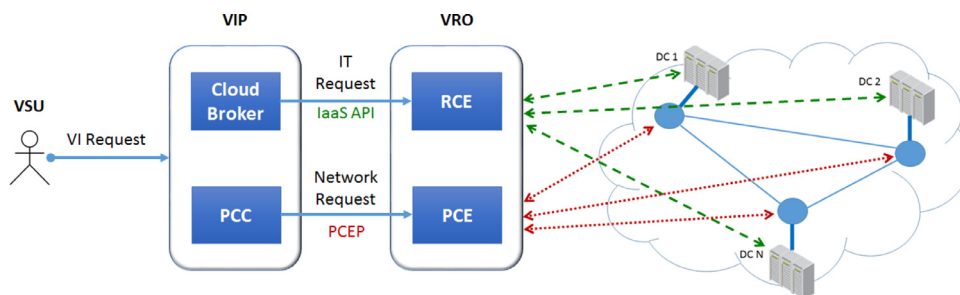 VIP
VRO
VSU
VI Request
Cloud
Broker
IT
Request
IaaS API
RCE
PCC
Network
Request
PCEP
PCE
DC 1
DC 2
DC N